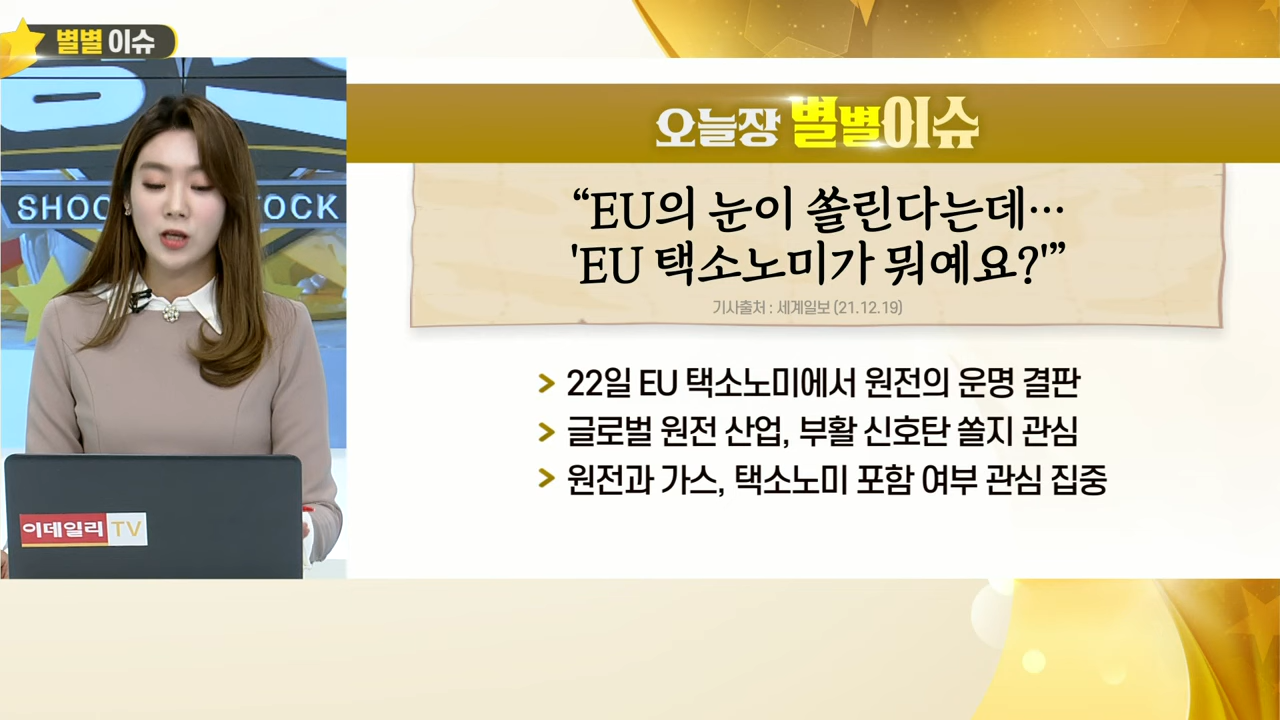 별별 이슈
SHOC
TOCK
오늘장 별별이슈
“EU의 눈이 쏠린다는데…
'EU 택소노미가 뭐예요?'”
기사출처 : 세계일보 (21.12.19)
> 22일 EU 택소노미에서 원전의 운명 결판
> 글로벌 원전 산업, 부활 신호탄 쏠지 관심
> 원전과 가스, 택소노미 포함 여부 관심 집중
이데일리 TV